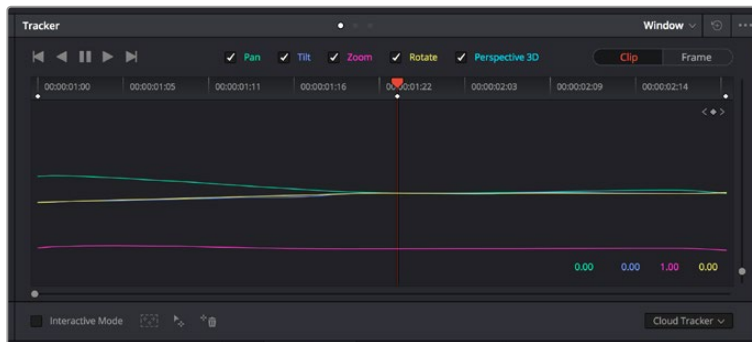 Tracker
Window
Pan Tilt Zoom Rotate Perspective 3D Clip Frame
00:00:01:00 00:00:01:05 00:00:01:11 00:00:01:16 00:00:01:22 00:00:02:03 00:00:02:09 00:00:02:14
0.00 0.00 1.00 0.00
Interactive Mode Cloud Tracker